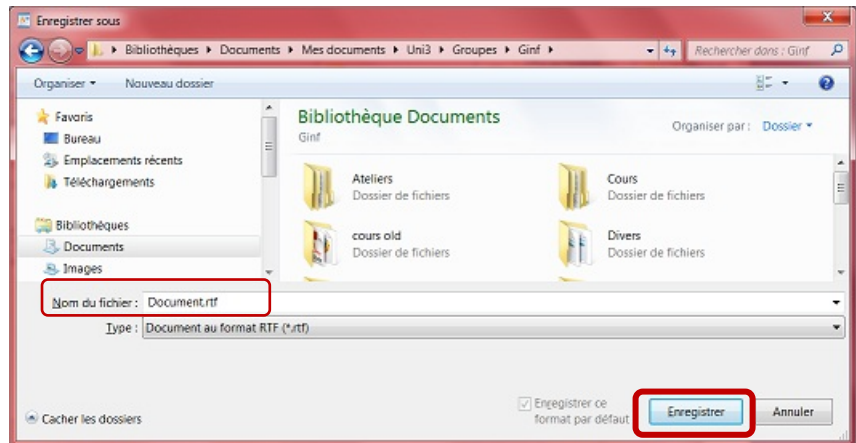 Enregistrer sous
Bibliothèques Documents Mes documents Uni3 Groupes Ginf
Rechercher dans : Ginf
Organiser Nouveau dossier
Favoris
Bureau
Emplacements récents
Téléchargements
Bibliothèques
Documents
Images
Bibliothèque Documents
Ginf
Organiser par : Dossier
Ateliers
Dossier de fichiers
Cours
Dossier de fichiers
cours old
Dossier de fichiers
Divers
Dossier de fichiers
Nom du fichier : Document.rtf
Type : Document au format RTF (*.rtf)
Cacher les dossiers
Enregistrer ce
format par défaut
Enregistrer
Annuler